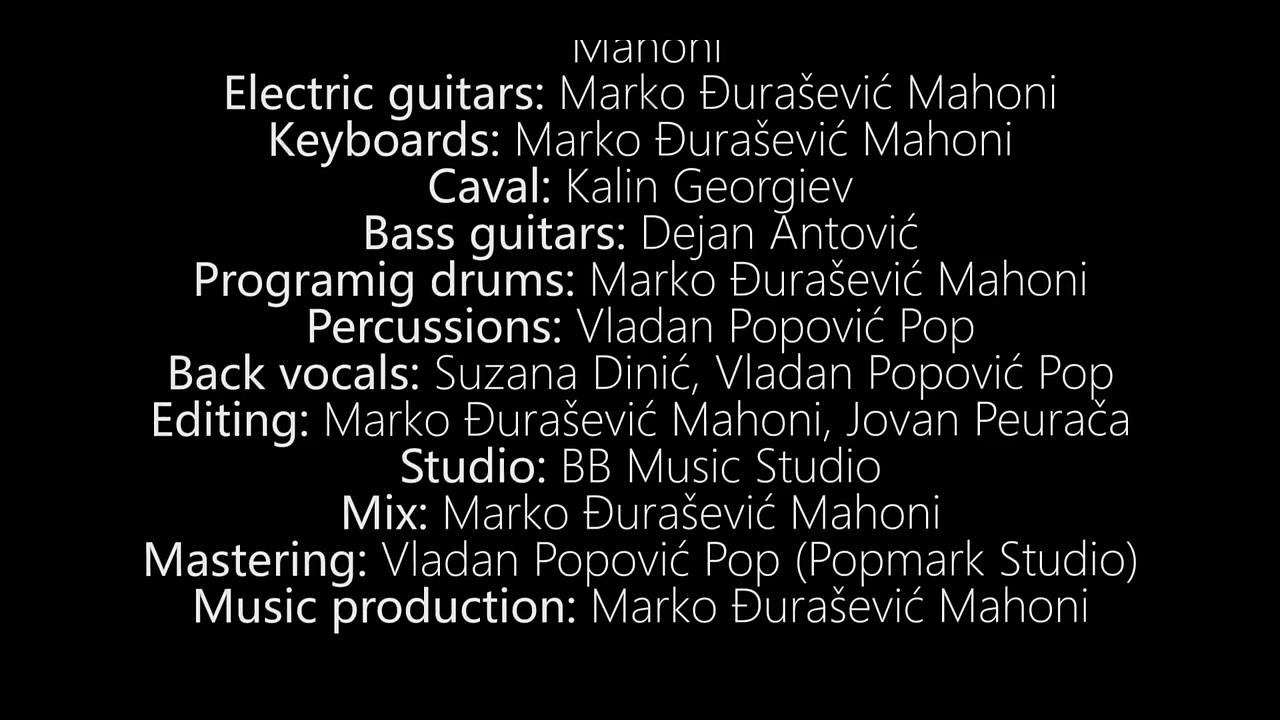 Mahoni
Electric guitars: Marko Đurašević Mahoni
Keyboards: Marko Đurašević Mahoni
Caval: Kalin Georgiev
Bass guitars: Dejan Antović
Programig drums: Marko Đurašević Mahoni
Percussions: Vladan Popović Pop
Back vocals: Suzana Dinić, Vladan Popović Pop
Editing: Marko Đurašević Mahoni, Jovan Peurača
Studio: BB Music Studio
Mix: Marko Đurašević Mahoni
Mastering: Vladan Popović Pop (Popmark Studio)
Music production: Marko Đurašević Mahoni